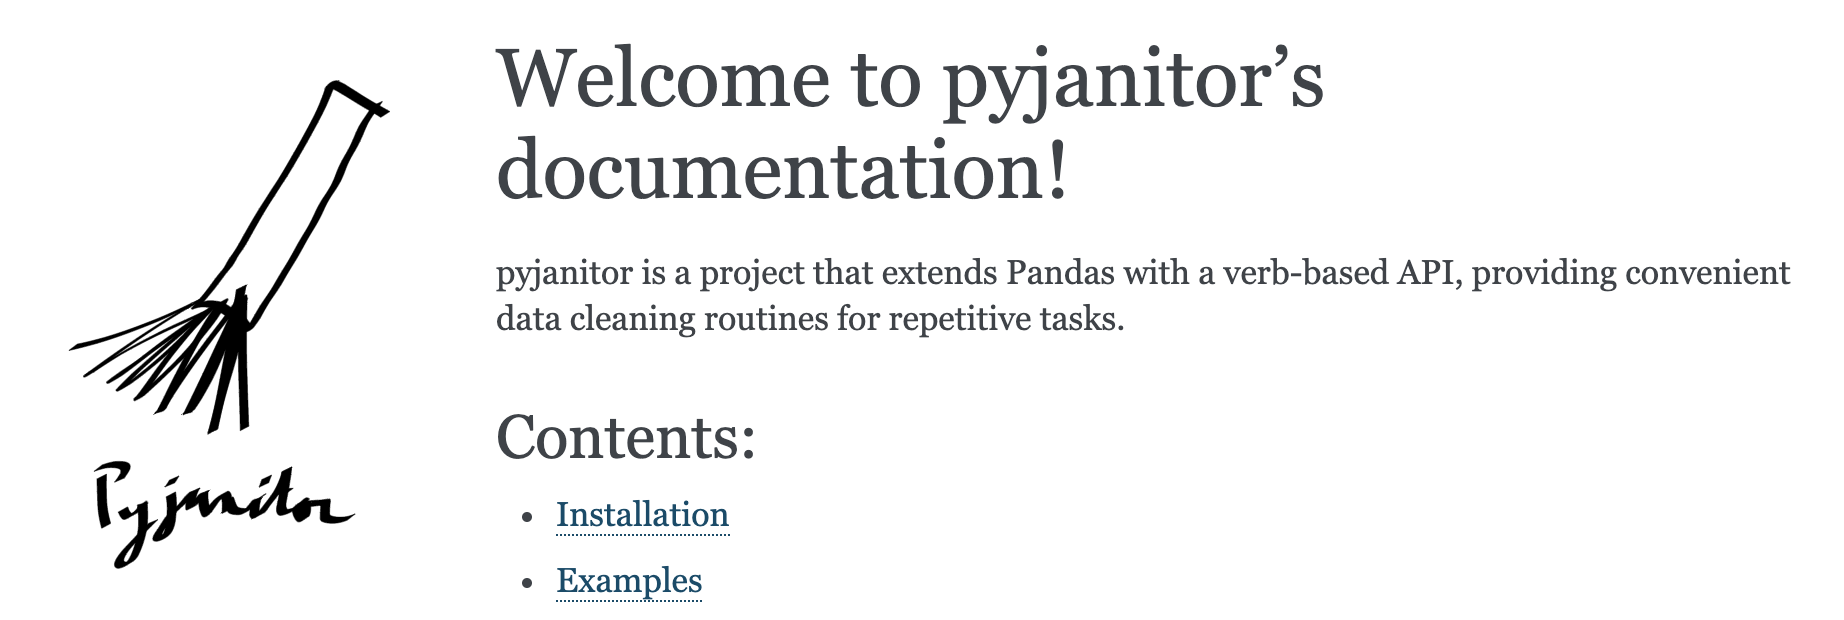 Pyjanitor
Welcome to pyjanitor’s
documentation!
pyjanitor is a project that extends Pandas with a verb-based API, providing convenient
data cleaning routines for repetitive tasks.
Contents:
• Installation
• Examples